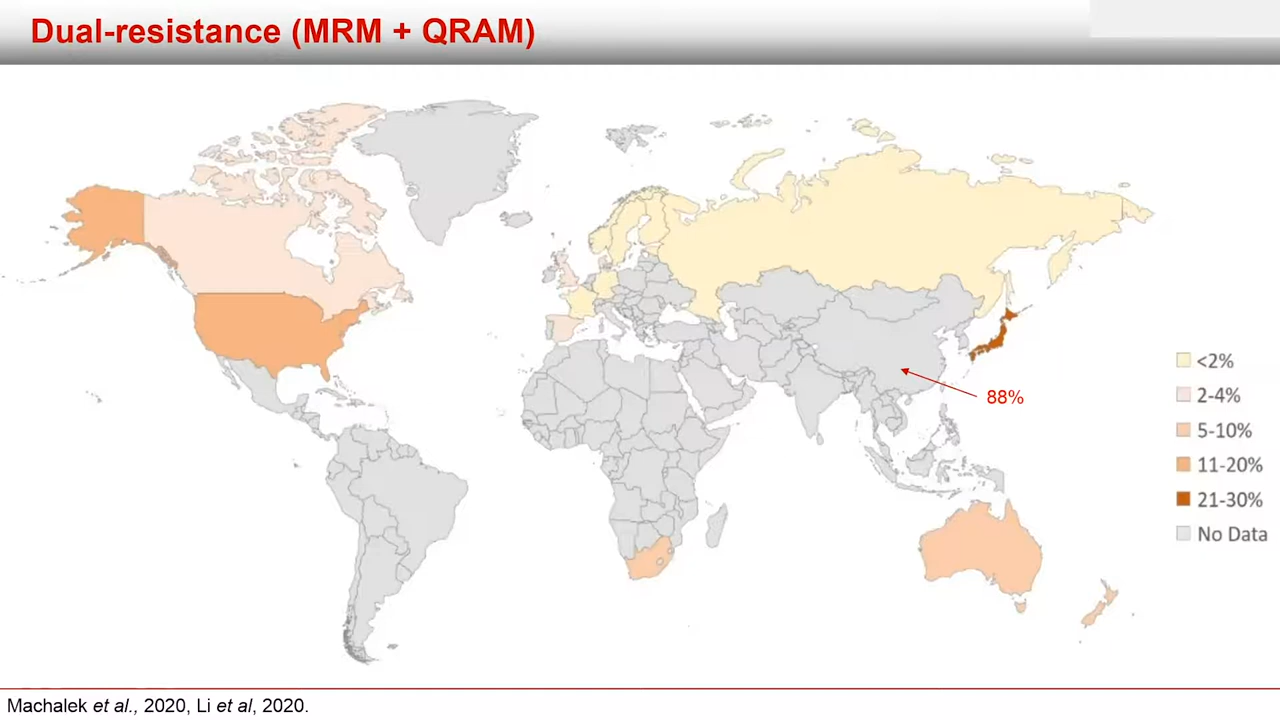 Dual-resistance (MRM + QRAM)
<2%
2-4%
88%
5-10%
11-20%
21-30%
No Data
Machalek et al., 2020, Li et al, 2020.